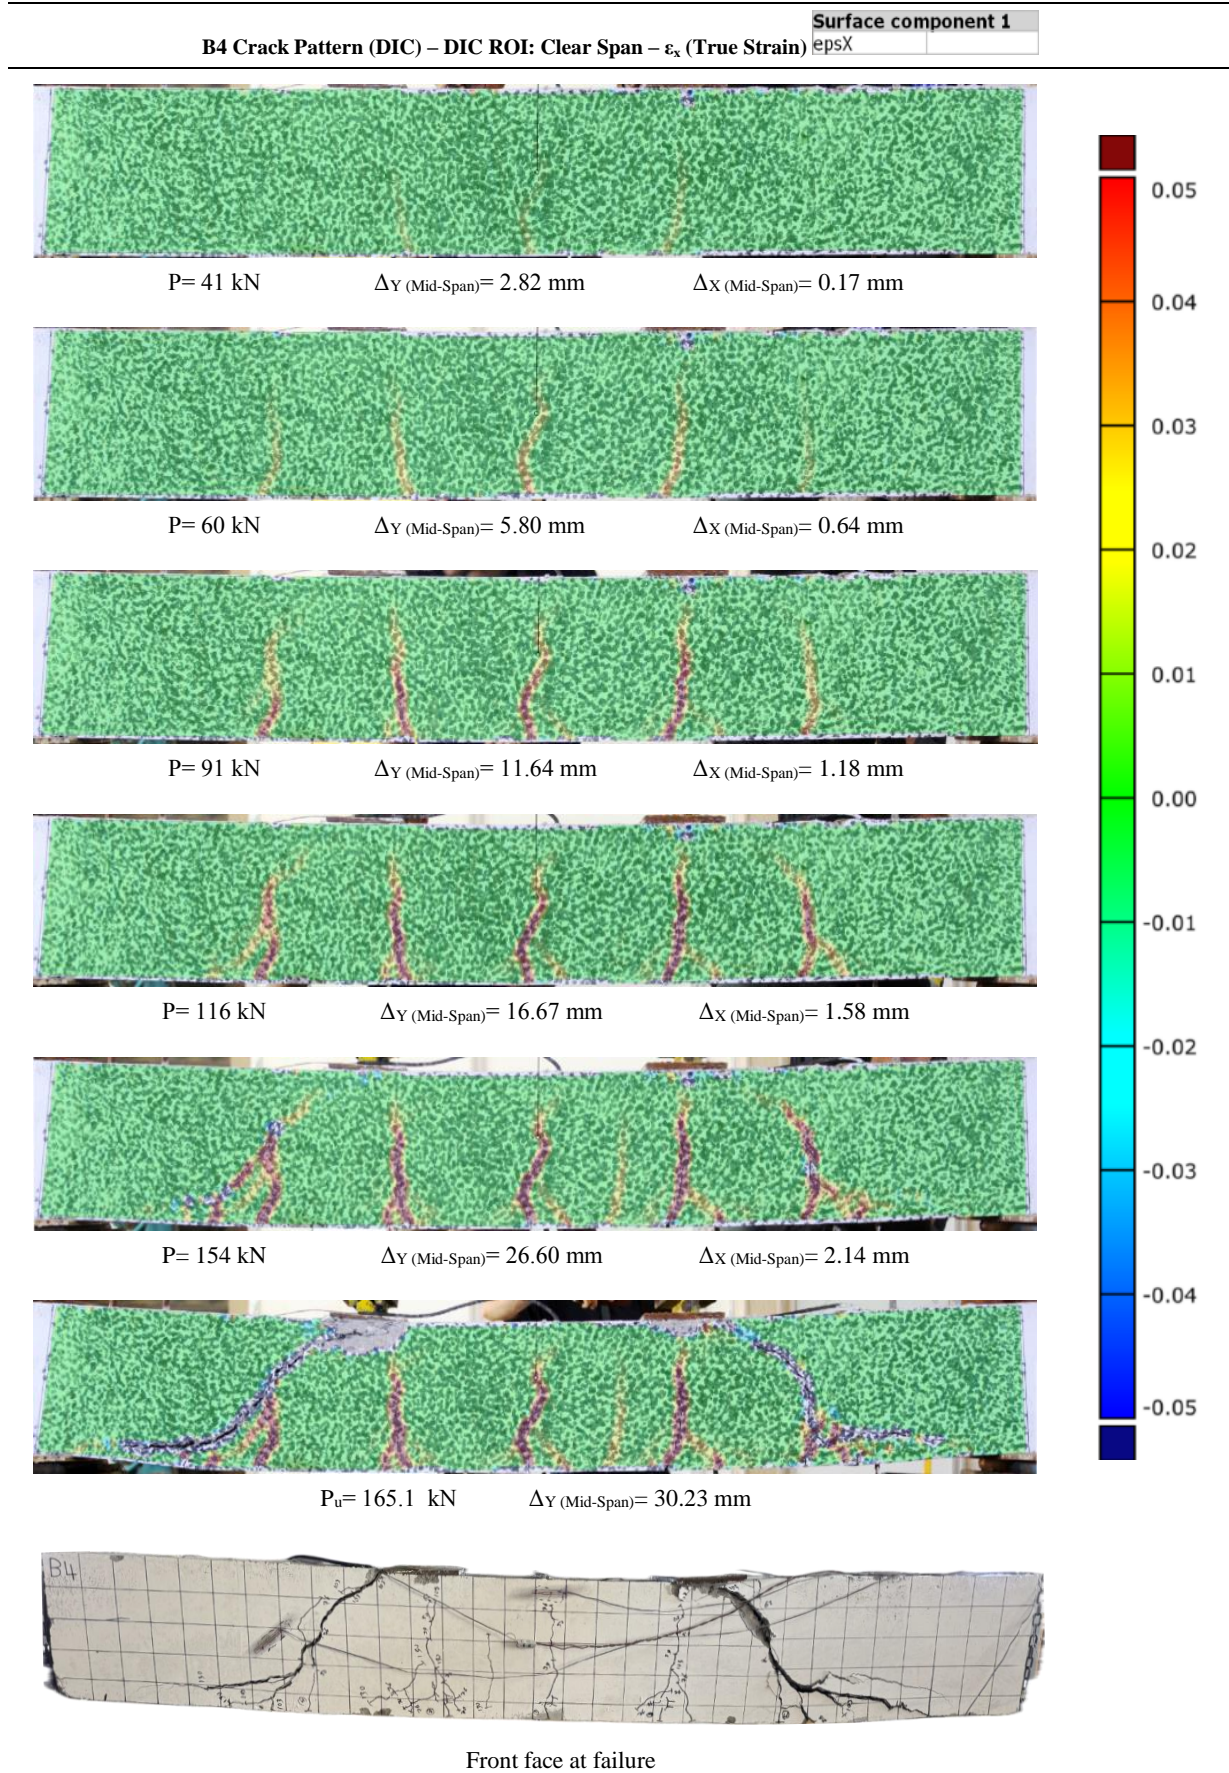 Surface component 1
B4 Crack Pattern (DIC) – DIC ROI: Clear Span – εx (True Strain) epsX
P= 41 kN ΔY (Mid-Span)= 2.82 mm ΔX (Mid-Span)= 0.17 mm
P= 60 kN ΔY (Mid-Span)= 5.80 mm ΔX (Mid-Span)= 0.64 mm
P= 91 kN ΔY (Mid-Span)= 11.64 mm ΔX (Mid-Span)= 1.18 mm
P= 116 kN ΔY (Mid-Span)= 16.67 mm ΔX (Mid-Span)= 1.58 mm
P= 154 kN ΔY (Mid-Span)= 26.60 mm ΔX (Mid-Span)= 2.14 mm
Pu= 165.1 kN ΔY (Mid-Span)= 30.23 mm
0.05
0.04
0.03
0.02
0.01
0.00
-0.01
-0.02
-0.03
-0.04
-0.05
B4
Front face at failure